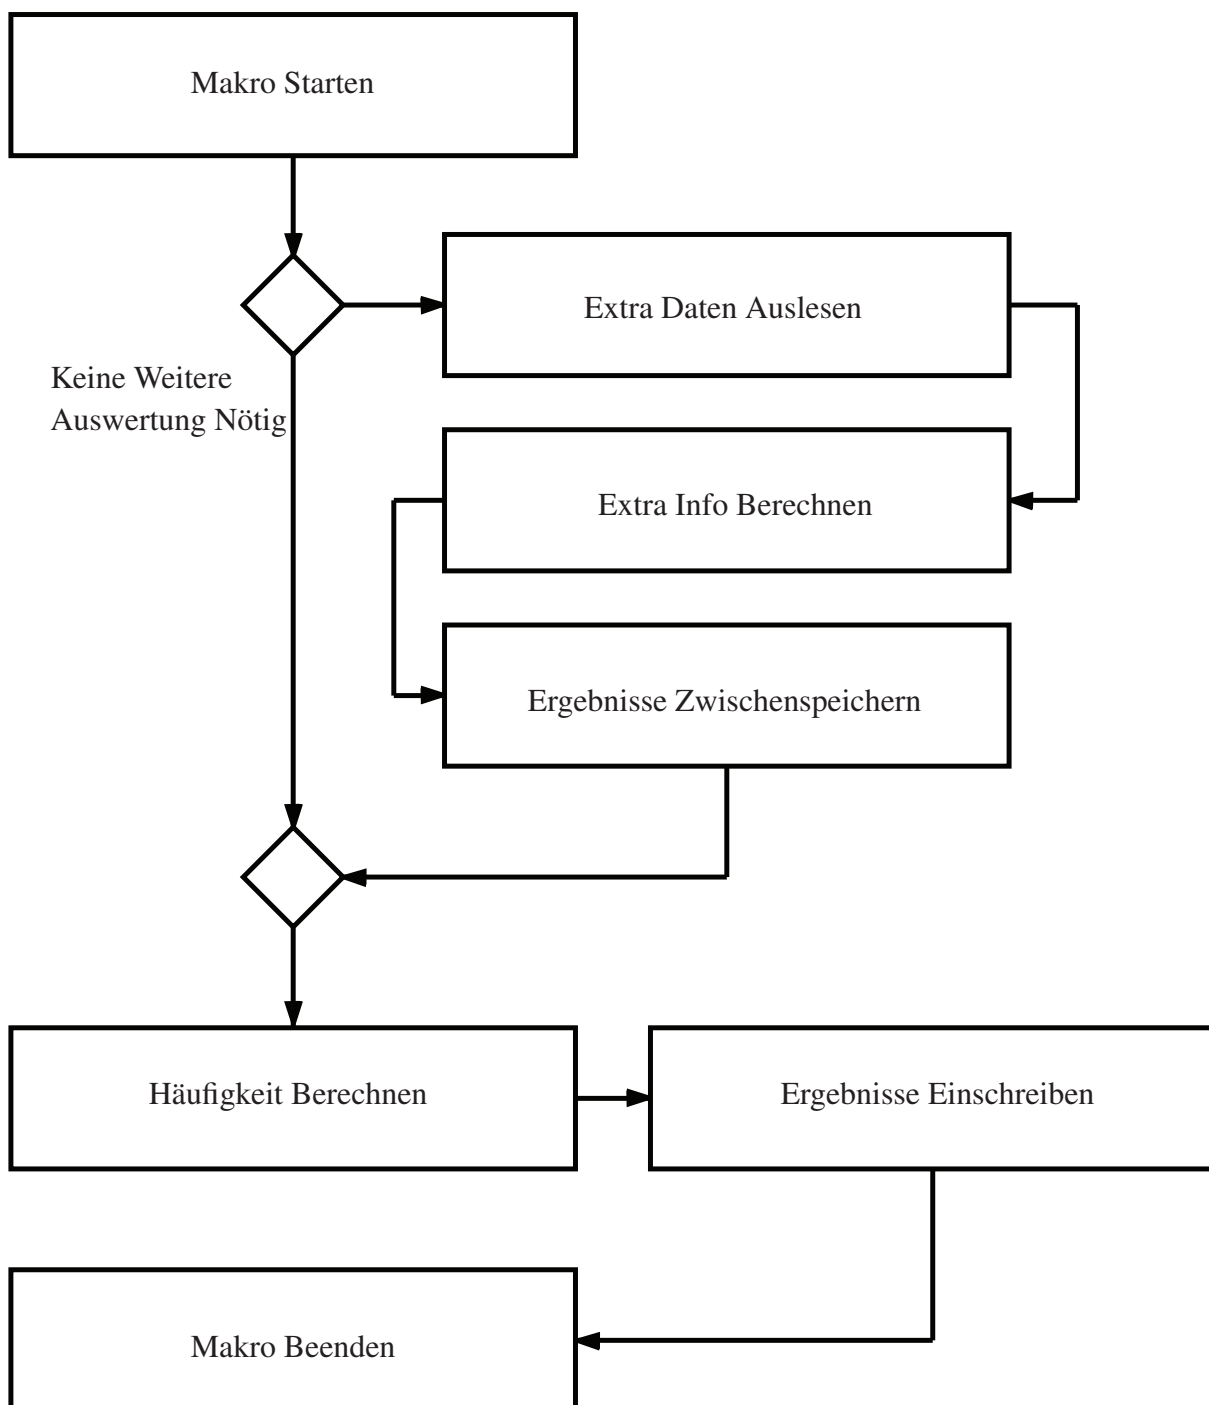 Makro Starten
Extra Daten Auslesen
Keine Weitere
Auswertung Nötig
Extra Info Berechnen
Ergebnisse Zwischenspeichern
Häufigkeit Berechnen
Ergebnisse Einschreiben
Makro Beenden